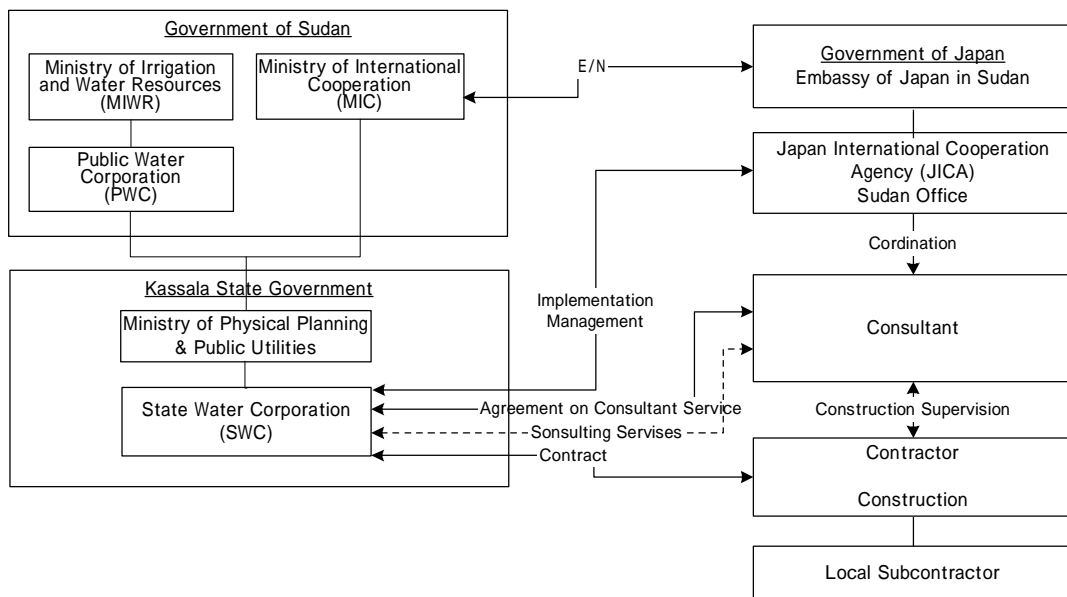 Government of Sudan
Ministry of Irrigation
and Water Resources
(MIWR)
Ministry of International
Cooperation
(MIC)
Public Water
Corporation
(PWC)
E/N
Government of Japan
Embassy of Japan in Sudan
Japan International Cooperation
Agency (JICA)
Sudan Office
Cordination
Kassala State Government
Ministry of Physical Planning
& Public Utilities
Implementation
Management
Consultant
State Water Corporation
(SWC)
Agreement on Consultant Service
Sonsulting Servises
Contract
Construction Supervision
Contractor
Construction
Local Subcontractor